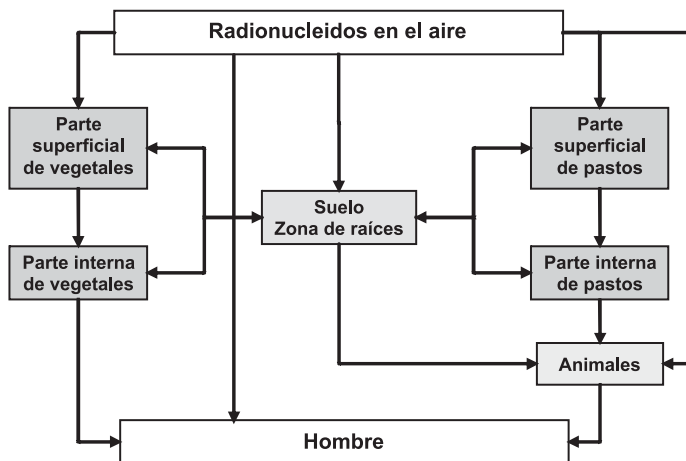 Radionucleidos en el aire
Parte
superficial
de vegetales
Parte
superficial
de pastos
Suelo
Zona de raíces
Parte interna
de vegetales
Parte interna
de pastos
Animales
Hombre